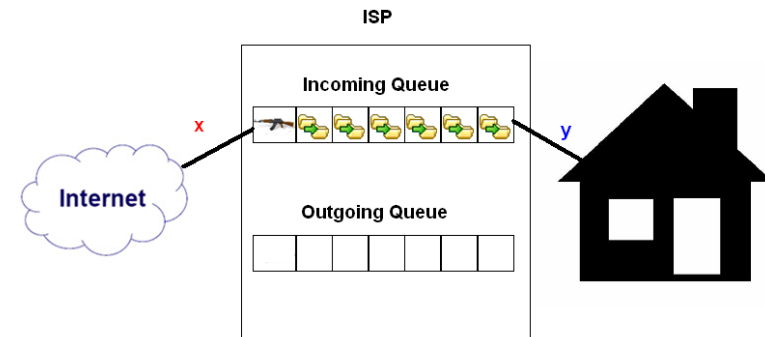 ISP
Incoming Queue
x
y
Internet
Outgoing Queue